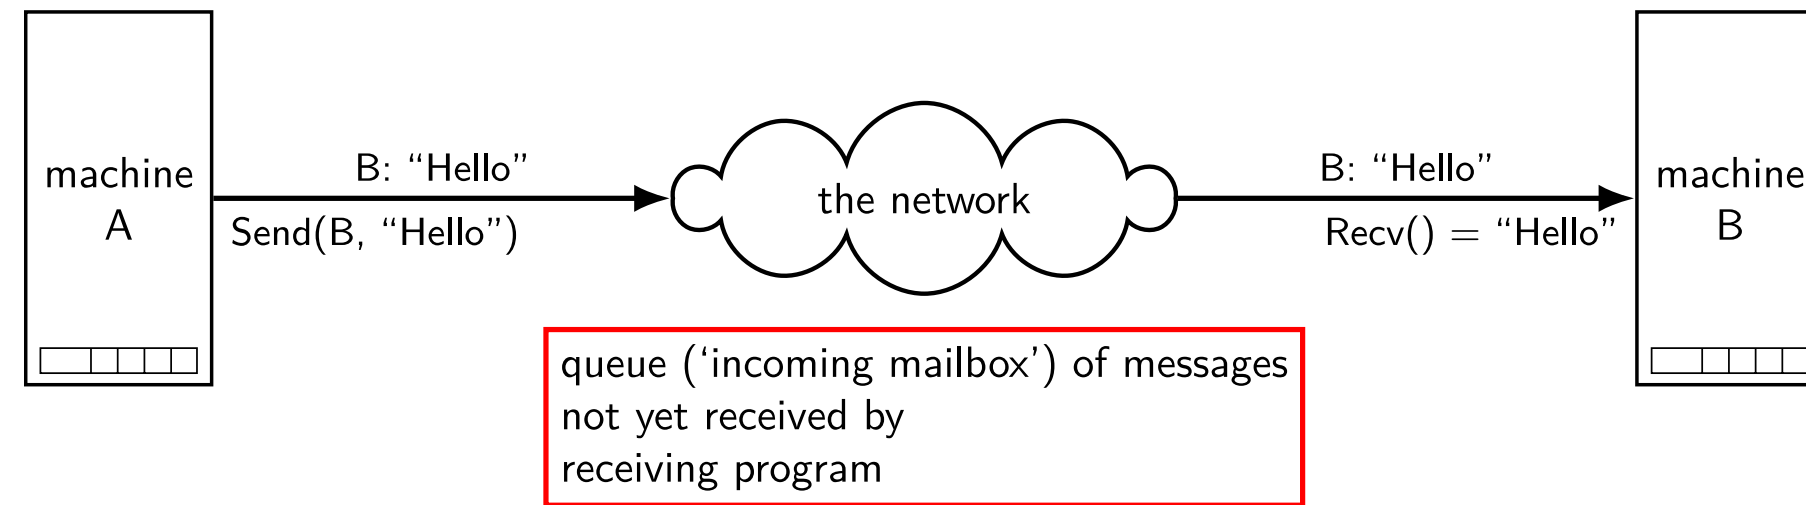 machine
A
B: “Hello”
Send(B, “Hello”)
the network
B: “Hello”
Recv() = “Hello”
machine
B
queue (‘incoming mailbox’) of messages
not yet received by
receiving program